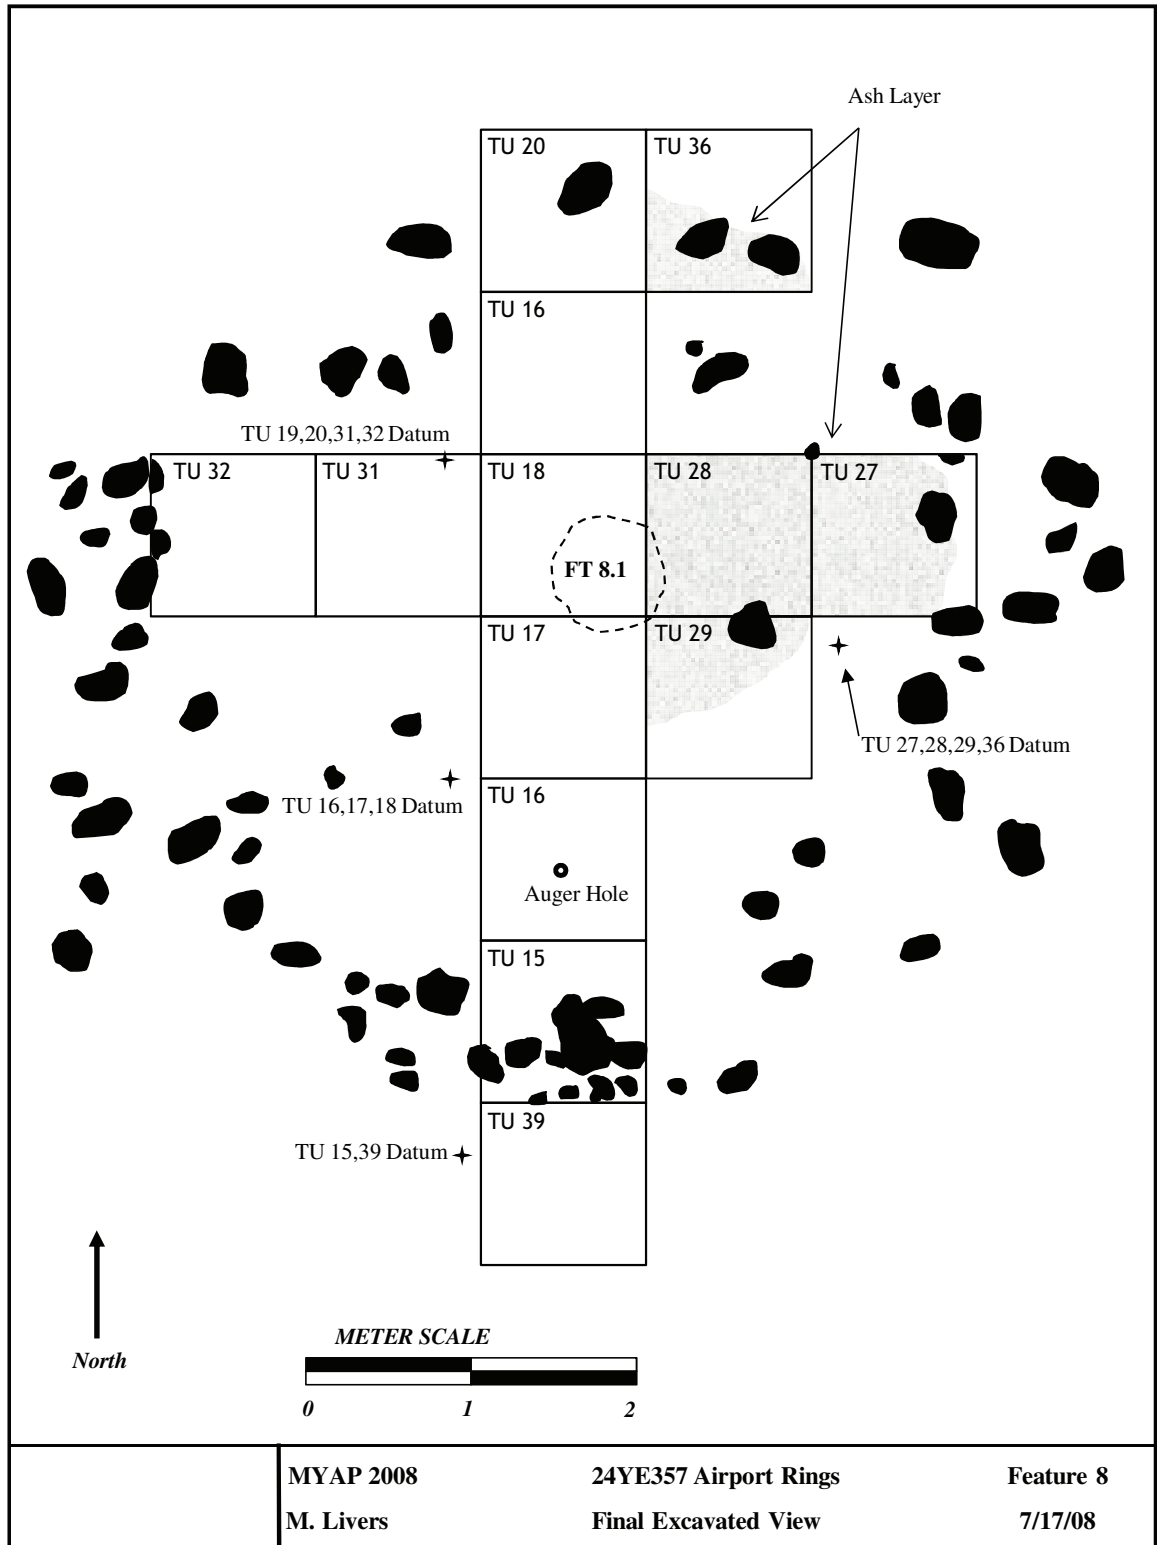 Ash Layer
TU 20
TU 36
TU 16
TU 19,20,31,32 Datum
TU 32
TU 31
TU 18
TU 28
TU 27
FT 8.1
TU 17
TU 29
TU 27,28,29,36 Datum
TU 16
TU 16,17,18 Datum
Auger Hole
TU 15
TU 39
TU 15,39 Datum
METER SCALE
North
0 1 2
MYAP 2008 24YE357 Airport Rings Feature 8
M. Livers Final Excavated View 7/17/08